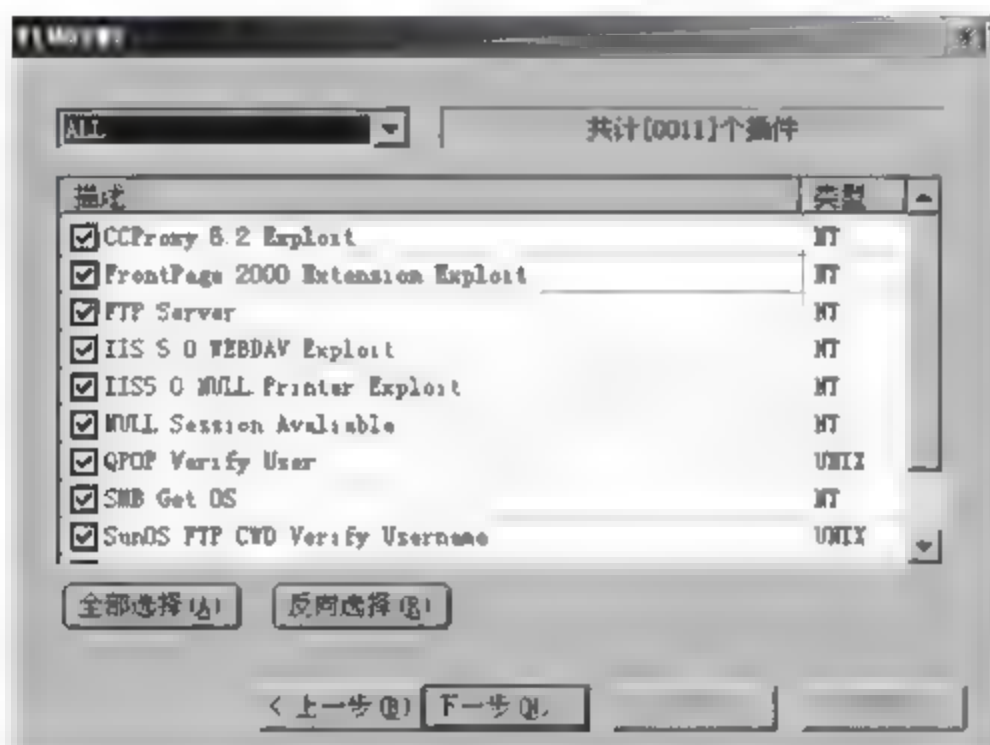 ALL
共计[0011]个插件
描述 类型
CCProxy 6.2 Exploit NT
FrontPage 2000 Extension Exploit NT
FTP Server NT
IIS 5 0 WEBDAV Exploit NT
IIS5 0 NULL Printer Exploit NT
NULL Session Avaliable NT
QPOP Verify User UNIX
SMB Get OS NT
SunOS FTP CWD Verify Username UNIX
全部选择(A) 反向选择(R)
< 上一步(B) 下一步(N)